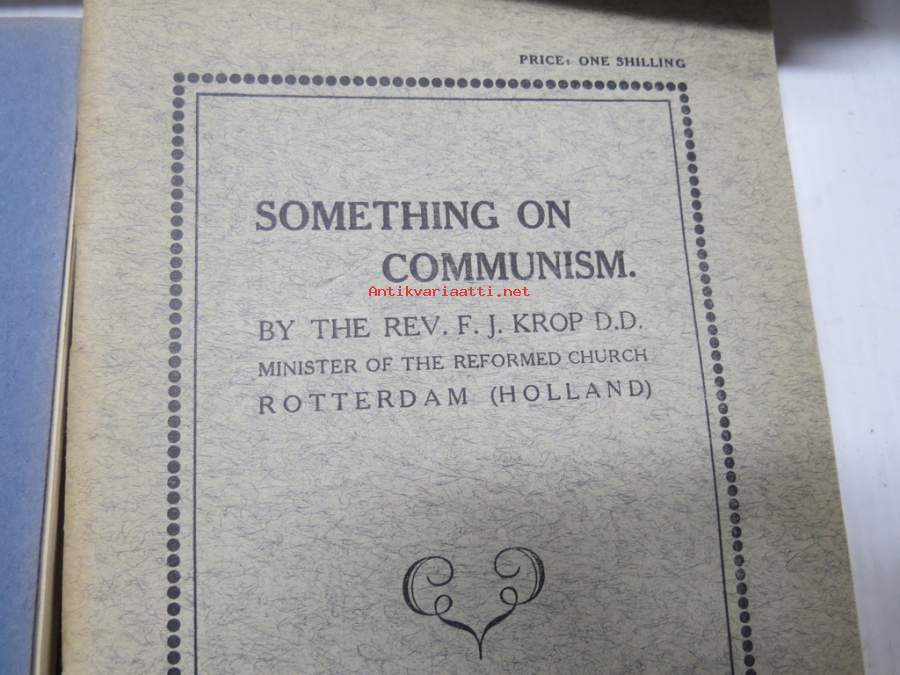 PRICE: ONE SHILLING
SOMETHING ON
COMMUNISM.
Antikvariaatti.net
BY THE REV. F. J. KROP D.D.
MINISTER OF THE REFORMED CHURCH
ROTTERDAM (HOLLAND)